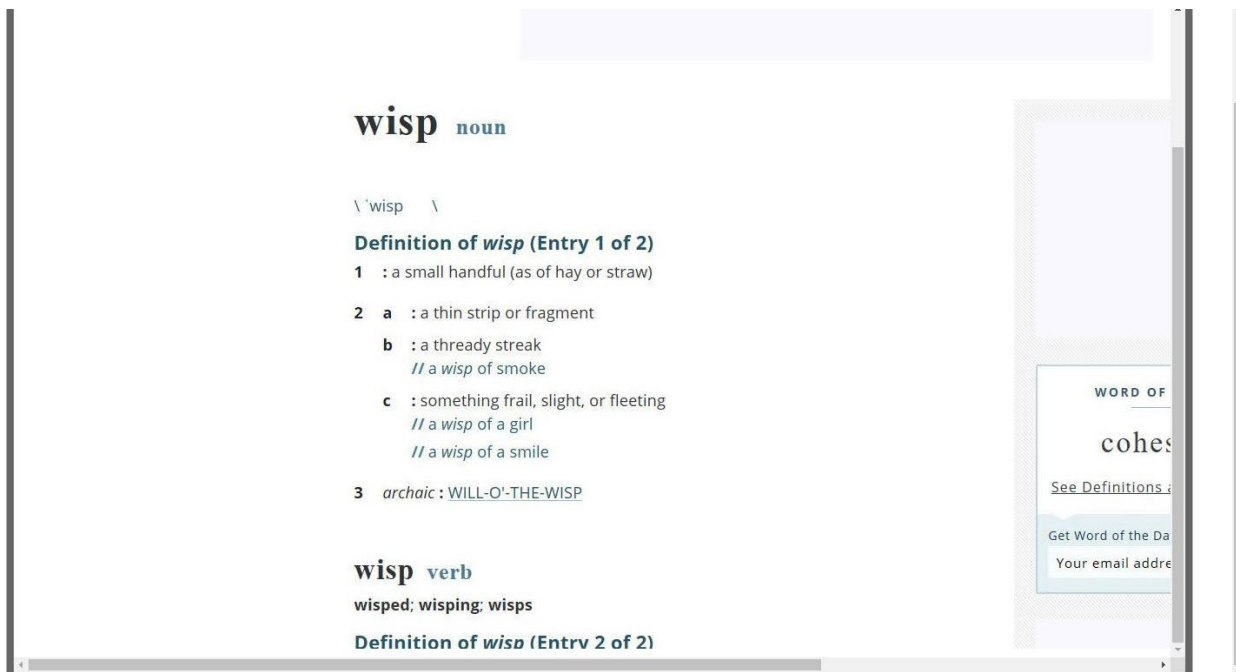 wisp noun
\ ˈwisp \
Definition of wisp (Entry 1 of 2)
1 : a small handful (as of hay or straw)
2 a : a thin strip or fragment
b : a thready streak
// a wisp of smoke
c : something frail, slight, or fleeting
// a wisp of a girl
// a wisp of a smile
3 archaic : WILL-O'-THE-WISP
wisp verb
wisped; wisping; wisps
Definition of wisp (Entry 2 of 2)
WORD OF
cohes
See Definitions a
Get Word of the Da
Your email addre